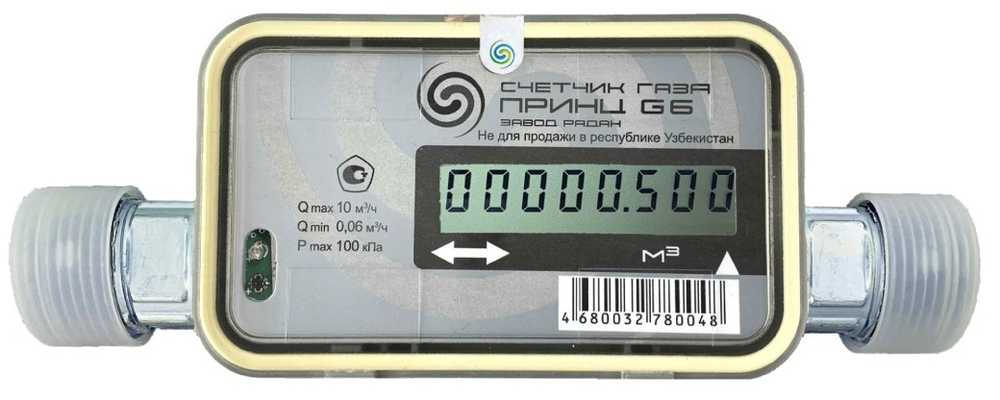 СЧЕТЧИК ГАЗА
ПРИНЦ G6
ЗАВОД РАДАН
Не для продажи в республике Узбекистан
00000.500
Q max 10 м³/ч
Q min 0,06 м³/ч
P max 100 кПа
м³
4 680032 780048